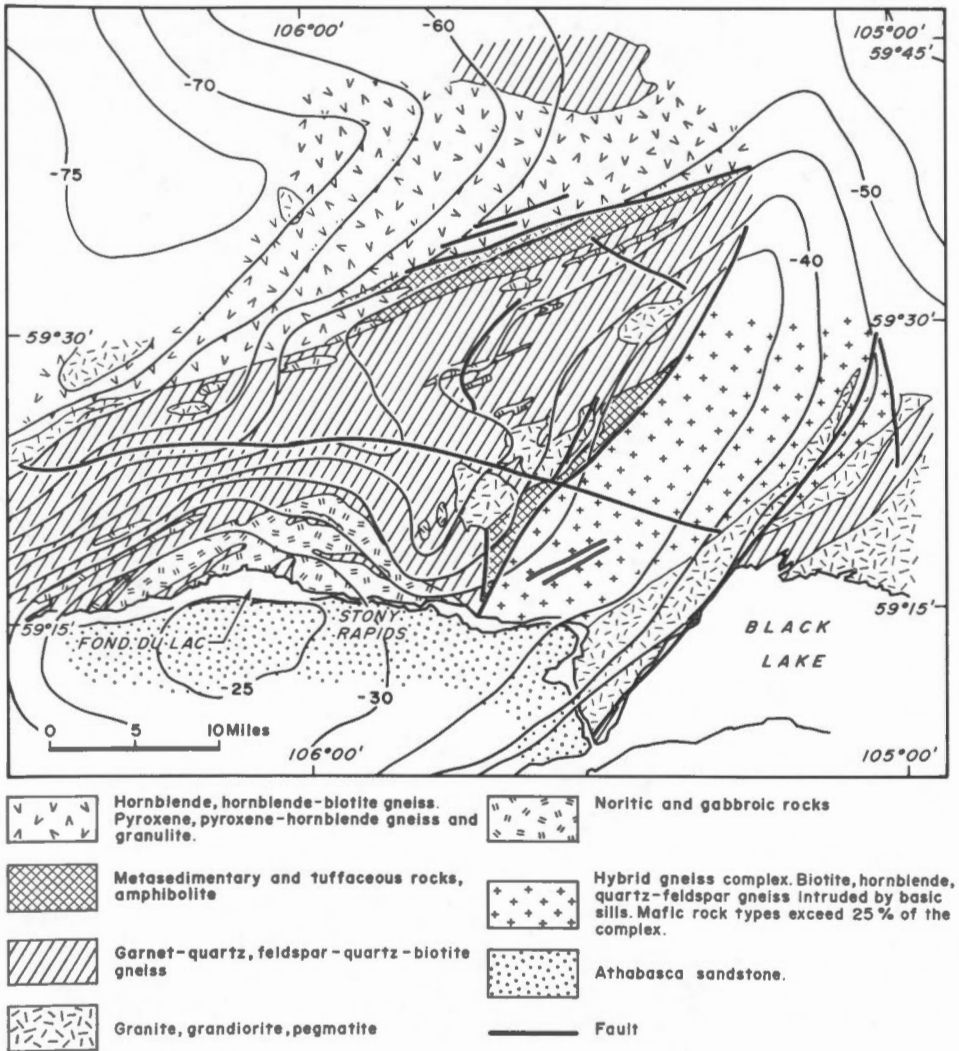 106°00'
-60
105°00'
59°45'
-70
-75
-50
-40
59°30'
59°30'
59°15'
59°15'
STONY
RAPIDS
FOND.DU.LAC
BLACK
LAKE
-25
-30
0 5 10 Miles
106°00'
105°00'
Hornblende, hornblende-biotite gneiss.
Pyroxene, pyroxene-hornblende gneiss and
granulite.
Metasedimentary and tuffaceous rocks,
amphibolite
Garnet-quartz, feldspar-quartz-biotite
gneiss
Granite, grandiorite, pegmatite
Noritic and gabbroic rocks
Hybrid gneiss complex. Biotite, hornblende,
quartz-feldspar gneiss intruded by basic
sills. Mafic rock types exceed 25% of the
complex.
Athabasca sandstone.
Fault